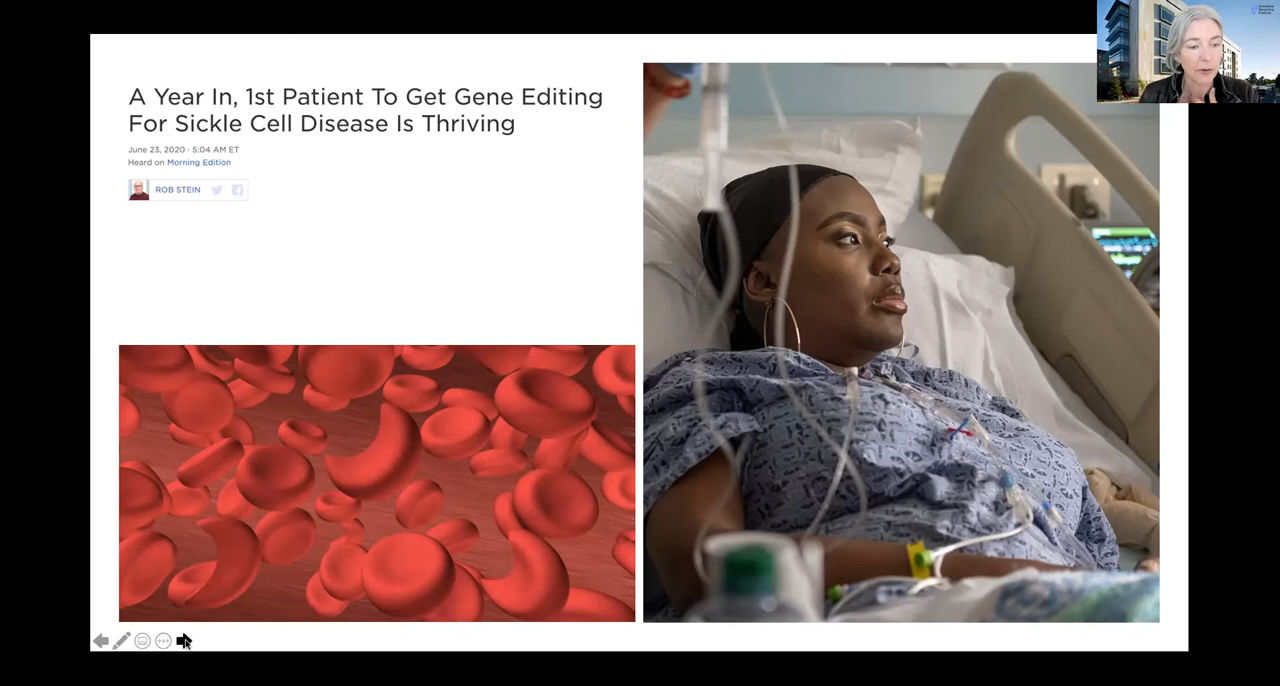 A Year In, 1st Patient To Get Gene Editing
For Sickle Cell Disease Is Thriving
June 23, 2020 · 5:04 AM ET
Heard on Morning Edition
ROB STEIN